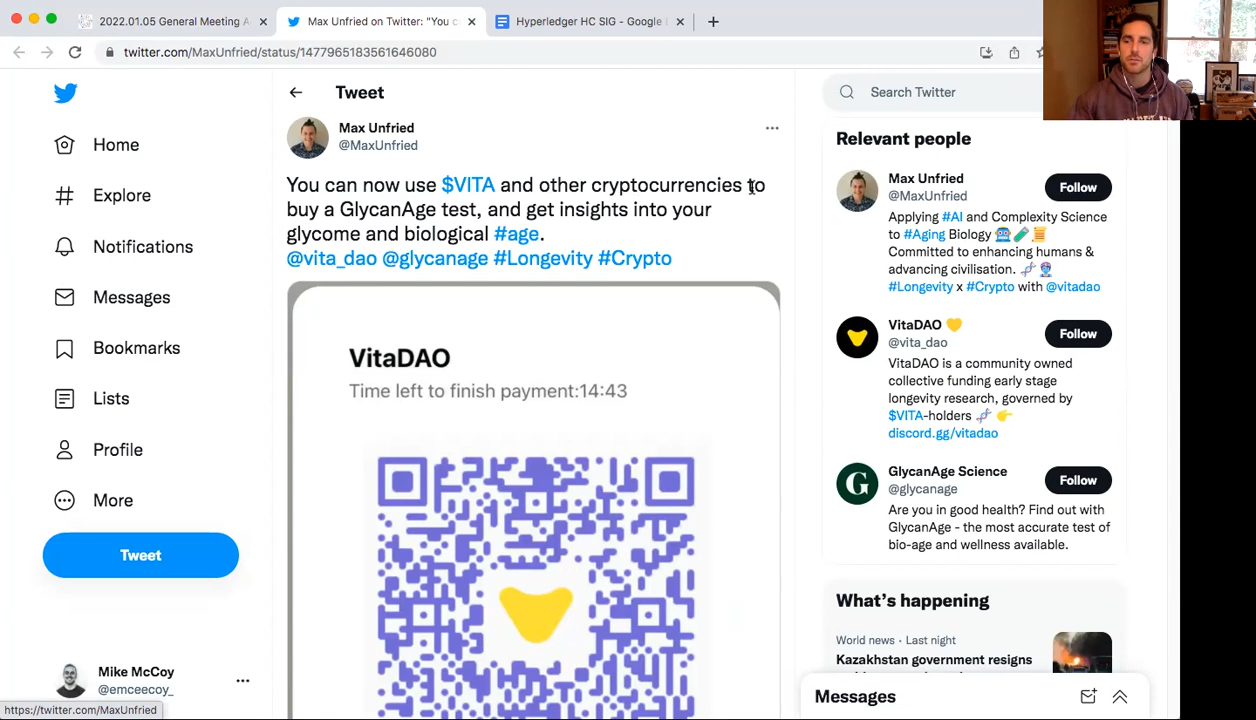 2022.01.05 General Meeting A
Max Unfried on Twitter: "You c
Hyperledger HC SIG - Google
twitter.com/MaxUnfried/status/1477965183561646080
Home
Explore
Notifications
Messages
Bookmarks
Lists
Profile
More
Tweet
Mike McCoy
@emceecoy_
https://twitter.com/MaxUnfried
Tweet
Max Unfried
@MaxUnfried
You can now use $VITA and other cryptocurrencies to
buy a GlycanAge test, and get insights into your
glycome and biological #age.
@vita_dao @glycanage #Longevity #Crypto
VitaDAO
Time left to finish payment:14:43
Search Twitter
Relevant people
Max Unfried
@MaxUnfried
Follow
Applying #AI and Complexity Science
to #Aging Biology
Committed to enhancing humans &
advancing civilisation.
#Longevity x #Crypto with @vitadao
VitaDAO
@vita_dao
Follow
VitaDAO is a community owned
collective funding early stage
longevity research, governed by
$VITA-holders
discord.gg/vitadao
GlycanAge Science
@glycanage
Follow
Are you in good health? Find out with
GlycanAge - the most accurate test of
bio-age and wellness available.
What's happening
World news · Last night
Kazakhstan government resigns
Messages